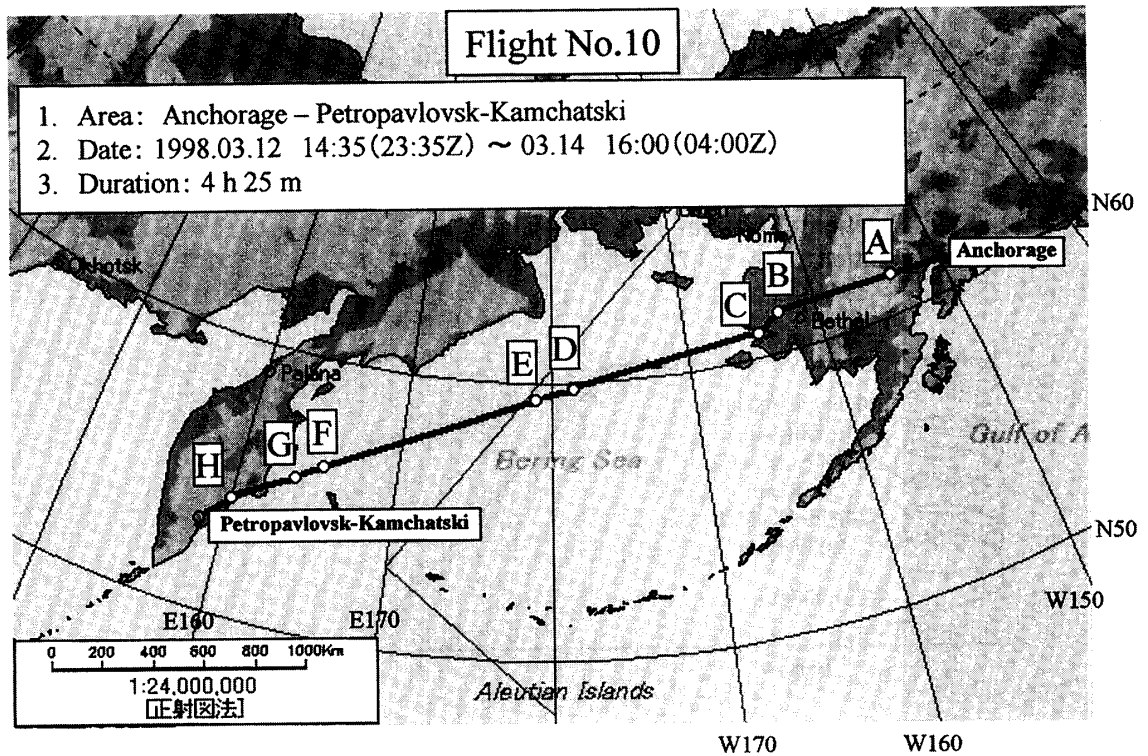 Flight No.10
1. Area: Anchorage – Petropavlovsk-Kamchatski
2. Date: 1998.03.12 14:35(23:35Z) ～ 03.14 16:00(04:00Z)
3. Duration: 4 h 25 m
N60
Okhotsk
Nome
A
Anchorage
B
C
Bethel
E
D
Palana
G
F
H
Gulf of A
Bering Sea
Petropavlovsk-Kamchatski
N50
E160
E170
W150
0 200 400 600 800 1000Km
1:24,000,000
[正射図法]
Aleutian Islands
W170
W160